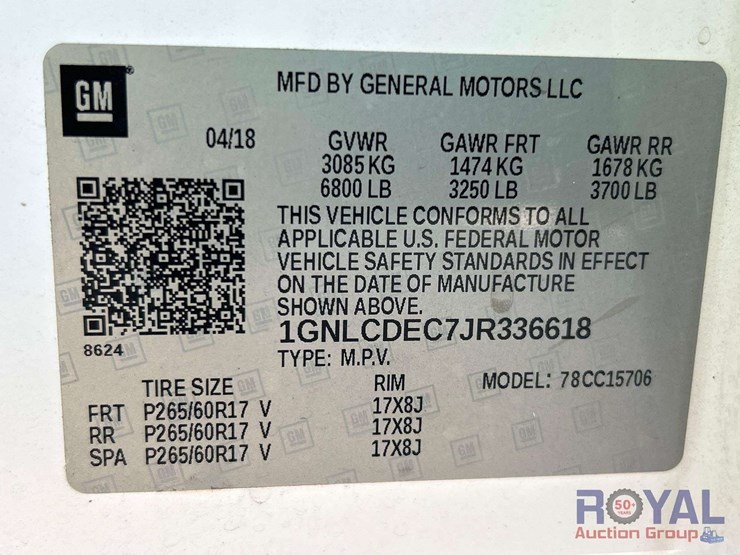 GM
MFD BY GENERAL MOTORS LLC
04/18 GVWR GAWR FRT GAWR RR
3085 KG 1474 KG 1678 KG
6800 LB 3250 LB 3700 LB
THIS VEHICLE CONFORMS TO ALL
APPLICABLE U.S. FEDERAL MOTOR
VEHICLE SAFETY STANDARDS IN EFFECT
ON THE DATE OF MANUFACTURE
SHOWN ABOVE.
8624
1GNLCDEC7JR336618
TYPE: M.P.V.
TIRE SIZE RIM MODEL: 78CC15706
FRT P265/60R17 V 17X8J
RR P265/60R17 V 17X8J
SPA P265/60R17 V 17X8J
ROYAL
50+
YEARS
Auction Group